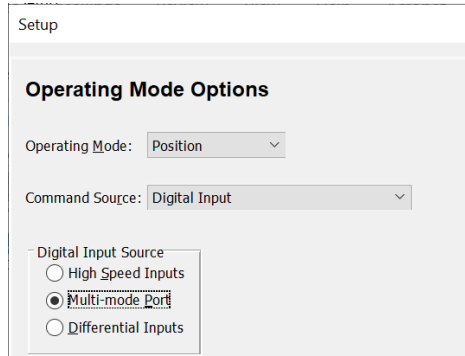 Setup
Operating Mode Options
Operating Mode: Position
Command Source: Digital Input
Digital Input Source
High Speed Inputs
Multi-mode Port
Differential Inputs